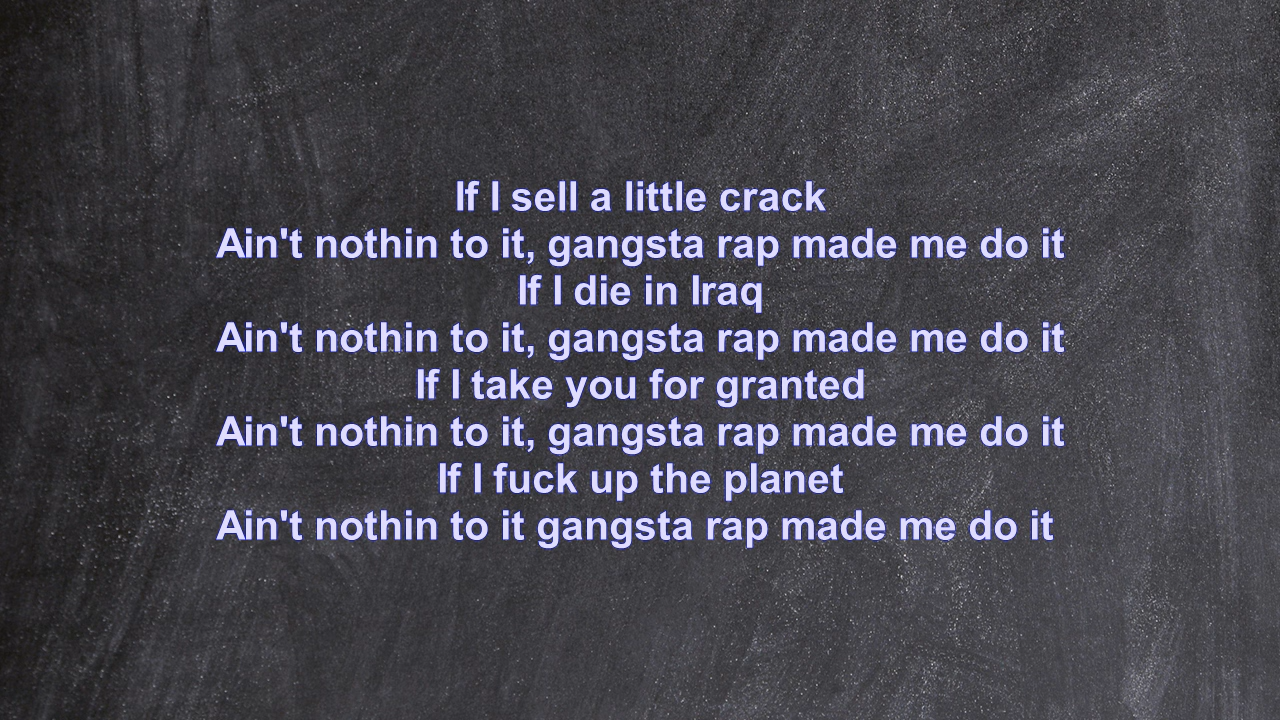 If I sell a little crack
Ain't nothin to it, gangsta rap made me do it
If I die in Iraq
Ain't nothin to it, gangsta rap made me do it
If I take you for granted
Ain't nothin to it, gangsta rap made me do it
If I fuck up the planet
Ain't nothin to it gangsta rap made me do it